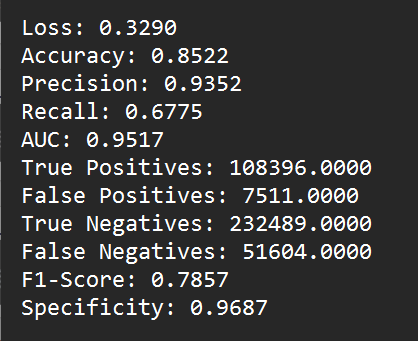 Loss: 0.3290
Accuracy: 0.8522
Precision: 0.9352
Recall: 0.6775
AUC: 0.9517
True Positives: 108396.0000
False Positives: 7511.0000
True Negatives: 232489.0000
False Negatives: 51604.0000
F1-Score: 0.7857
Specificity: 0.9687